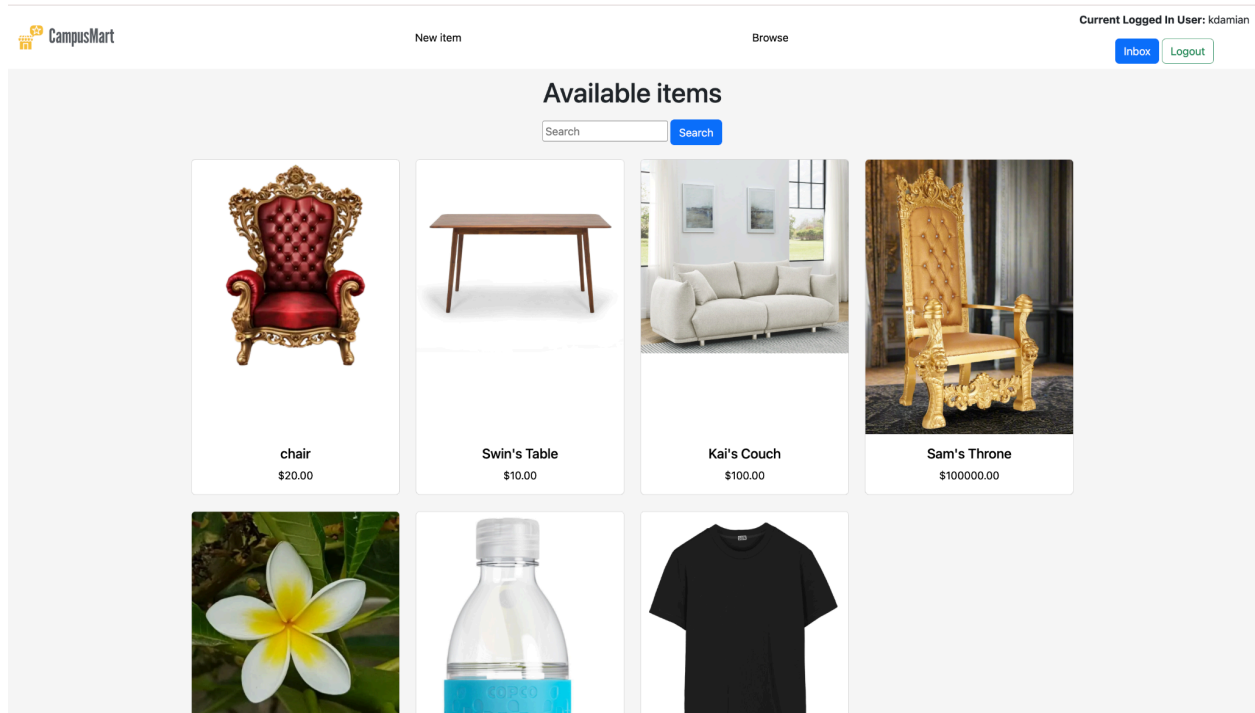 Current Logged In User: kdamian
CampusMart
New item
Browse
Inbox
Logout
Available items
Search
Search
chair
$20.00
Swin's Table
$10.00
Kai's Couch
$100.00
Sam's Throne
$100000.00
COPCO